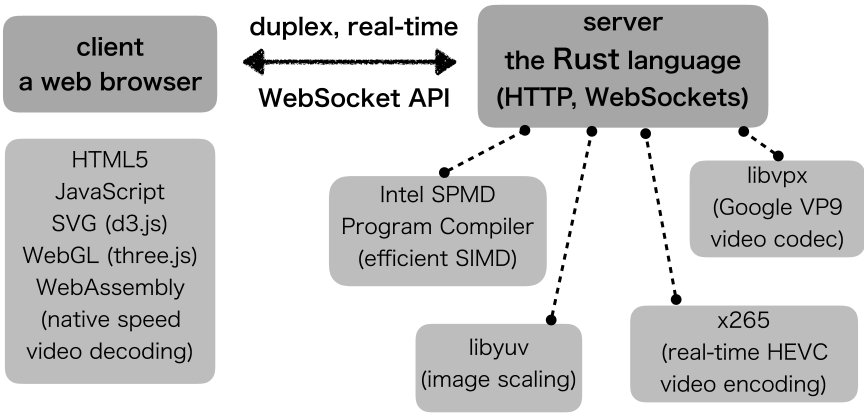 client
a web browser
duplex, real-time
WebSocket API
server
the Rust language
(HTTP, WebSockets)
HTML5
JavaScript
SVG (d3.js)
WebGL (three.js)
WebAssembly
(native speed
video decoding)
Intel SPMD
Program Compiler
(efficient SIMD)
libyuv
(image scaling)
x265
(real-time HEVC
video encoding)
libvpx
(Google VP9
video codec)